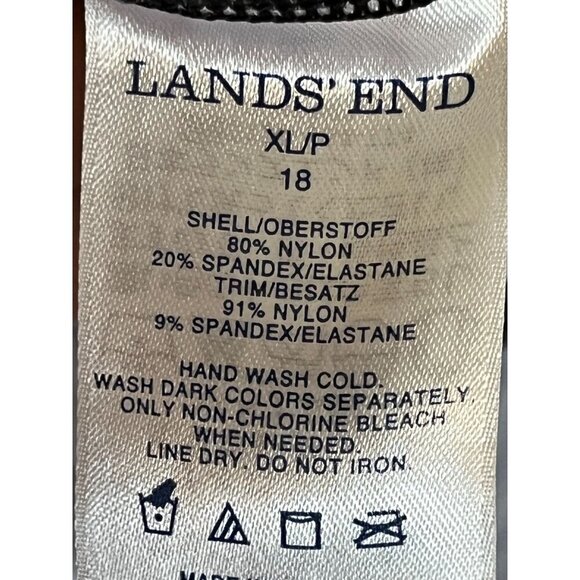 LANDS' END
XL/P
18
SHELL/OBERSTOFF
80% NYLON
20% SPANDEX/ELASTANE
TRIM/BESATZ
91% NYLON
9% SPANDEX/ELASTANE
HAND WASH COLD.
WASH DARK COLORS SEPARATELY
ONLY NON-CHLORINE BLEACH
WHEN NEEDED.
LINE DRY. DO NOT IRON.
MADE